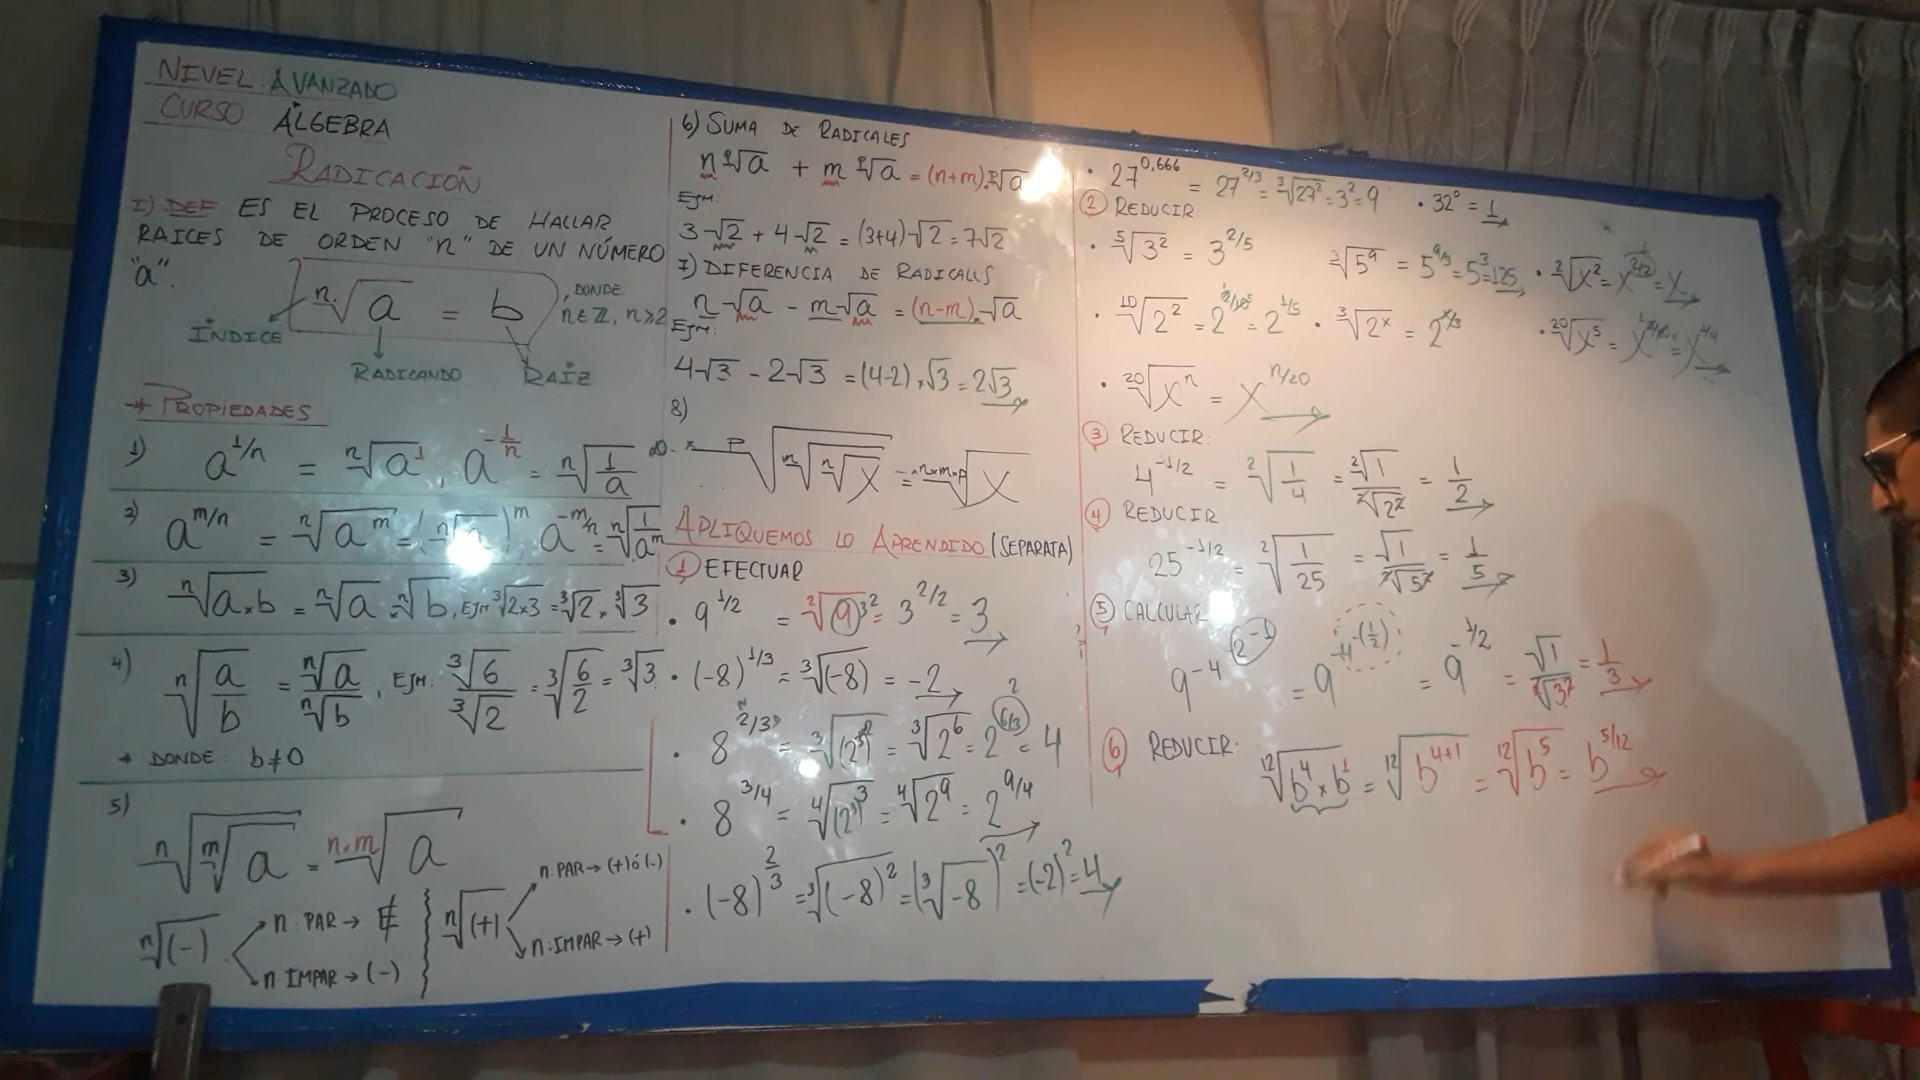 NIVEL: AVANZADO
CURSO: ÁLGEBRA
RADICACIÓN
I) DEF ES EL PROCESO DE HALLAR
RAICES DE ORDEN "n" DE UN NÚMERO
"a".
ⁿ√a = b , DONDE: n∈ℤ, n≥2
ÍNDICE
RADICANDO
RAÍZ
→ PROPIEDADES
1) a^(1/n) = ⁿ√a¹ , a^(-1/n) = ⁿ√(1/a)
2) a^(m/n) = ⁿ√(a^m) = (ⁿ√ )^m a^(-m/n) = ⁿ√(1/a^m)
3) ⁿ√(a×b) = ⁿ√a × ⁿ√b, EJM ³√(2×3) = ³√2 × ³√3
4) ⁿ√(a/b) = ⁿ√a/ⁿ√b , EJM: ³√6/³√2 = ³√(6/2) = ³√3
→ DONDE: b≠0
5) ⁿ√(ᵐ√a) = ^(n×m)√a
ⁿ√(-) n: PAR → ∄
n: IMPAR → (-)
ⁿ√(+) n: PAR → (+) ó (-)
n: IMPAR → (+)
6) SUMA DE RADICALES
n √a + m √a = (n+m). √a
EJM:
3√2 + 4√2 = (3+4)√2 = 7√2
7) DIFERENCIA DE RADICALES
n√a - m√a = (n-m).√a
EJM:
4√3 - 2√3 = (4-2)×√3 = 2√3
8)
ᵖ√(ᵐ√(ⁿ√x)) = ^(n×m×p)√x
APLIQUEMOS LO APRENDIDO (SEPARATA)
① EFECTUAR
• 9^(1/2) = ²√(9) 3² = 3^(2/2) = 3
• (-8)^(1/3) = ³√(-8) = -2
• 8^(2/3) = ³√((2³)²) = ³√(2⁶) = 2^(6/3) = 4
• 8^(3/4) = ⁴√((2³)³) = ⁴√(2⁹) = 2^(9/4)
• (-8)^(2/3) = ³√((-8)²) = (³√-8)² = (-2)² = 4
• 27^(0,666) = 27^(2/3) = ³√(27²) = 3² = 9 • 32⁰ = 1
② REDUCIR
• ⁵√(3²) = 3^(2/5) ³√(5⁹) = 5^(9/3) = 5³ = 125 • ²√(x²) = x^(2/2) = x
• ¹⁰√(2²) = 2^(2/10) = 2^(1/5) • ³√(2^x) = 2^(x/3) • ²⁰√(x⁵) = x^(5/20) = x^(1/4)
• ²⁰√(xⁿ) = x^(n/20)
③ REDUCIR:
4^(-1/2) = ²√(1/4) = ²√1/²√(2²) = 1/2
④ REDUCIR
25^(-1/2) = ²√(1/25) = √1/²√(5²) = 1/5
⑤ CALCULAR
9^(-4^(2^-1)) = 9^(-4^-(1/2)) = 9^(-1/2) = √1/²√(3²) = 1/3
⑥ REDUCIR:
¹²√(b⁴×b¹) = ¹²√(b^(4+1)) = ¹²√(b⁵) = b^(5/12)